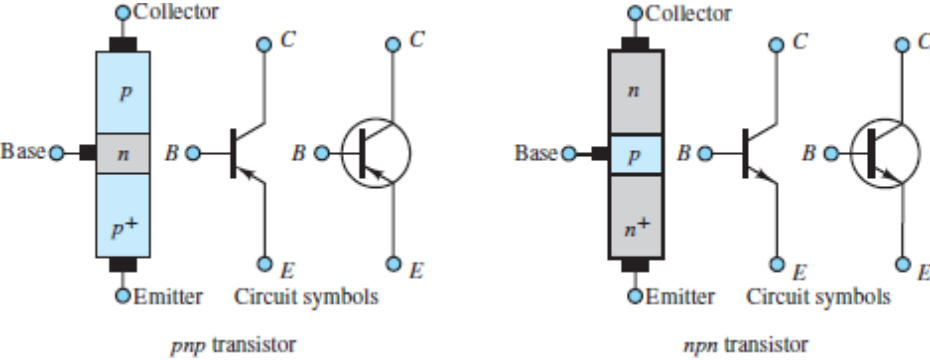 Collector
p
Base
n
p+
Emitter
C
B
E
C
B
E
Circuit symbols
pnp transistor
Collector
n
Base
p
n+
Emitter
C
B
E
C
B
E
Circuit symbols
npn transistor